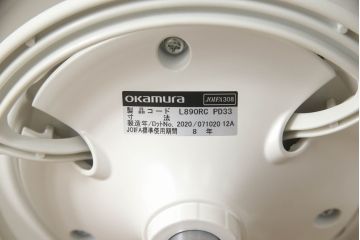 okamura JOIFA308
製品コード L890RC PD33
寸法
製造年/ロットNo. 2020/071020 12A
JOIFA標準使用期間 8 年